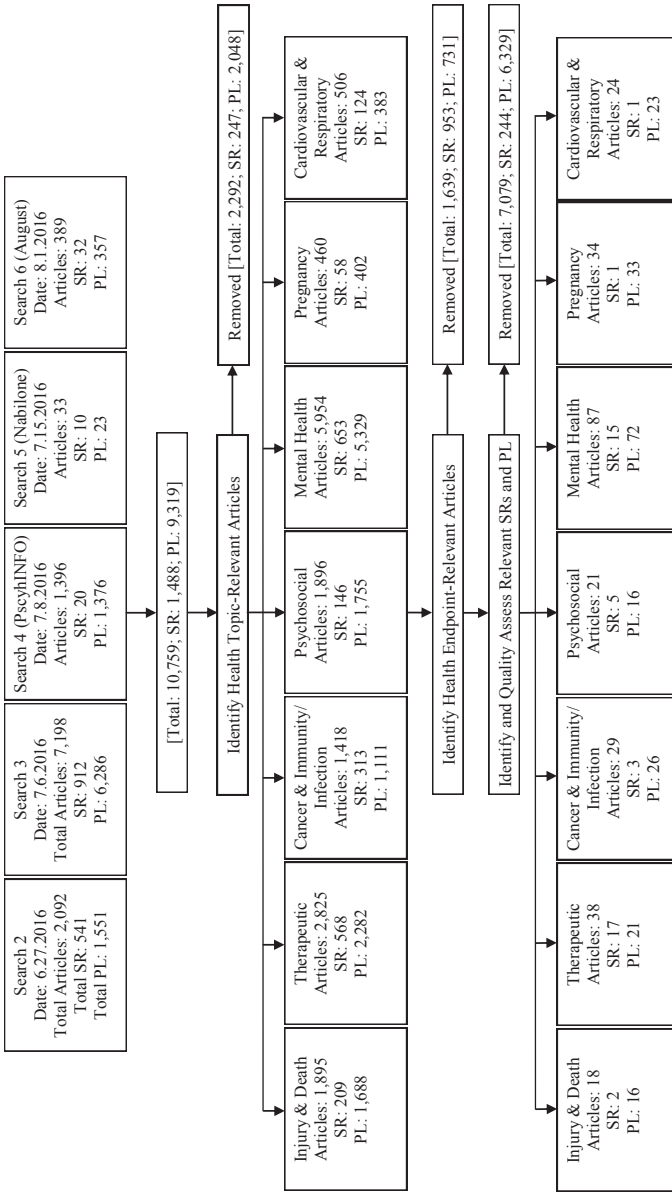 Search 2
Date: 6.27.2016
Total Articles: 2,092
Total SR: 541
Total PL: 1,551
Search 3
Date: 7.6.2016
Total Articles: 7,198
SR: 912
PL: 6,286
Search 4 (PscyhINFO)
Date: 7.8.2016
Articles: 1,396
SR: 20
PL: 1,376
Search 5 (Nabilone)
Date: 7.15.2016
Articles: 33
SR: 10
PL: 23
Search 6 (August)
Date: 8.1.2016
Articles: 389
SR: 32
PL: 357
[Total: 10,759; SR: 1,488; PL: 9,319]
Identify Health Topic-Relevant Articles
Removed [Total: 2,292; SR: 247; PL: 2,048]
Injury & Death
Articles: 1,895
SR: 209
PL: 1,688
Therapeutic
Articles: 2,825
SR: 568
PL: 2,282
Cancer & Immunity/
Infection
Articles: 1,418
SR: 313
PL: 1,111
Psychosocial
Articles: 1,896
SR: 146
PL: 1,755
Mental Health
Articles: 5,954
SR: 653
PL: 5,329
Pregnancy
Articles: 460
SR: 58
PL: 402
Cardiovascular &
Respiratory
Articles: 506
SR: 124
PL: 383
Identify Health Endpoint-Relevant Articles
Removed [Total: 1,639; SR: 953; PL: 731]
Identify and Quality Assess Relevant SRs and PL
Removed [Total: 7,079; SR: 244; PL: 6,329]
Injury & Death
Articles: 18
SR: 2
PL: 16
Therapeutic
Articles: 38
SR: 17
PL: 21
Cancer & Immunity/
Infection
Articles: 29
SR: 3
PL: 26
Psychosocial
Articles: 21
SR: 5
PL: 16
Mental Health
Articles: 87
SR: 15
PL: 72
Pregnancy
Articles: 34
SR: 1
PL: 33
Cardiovascular &
Respiratory
Articles: 24
SR: 1
PL: 23